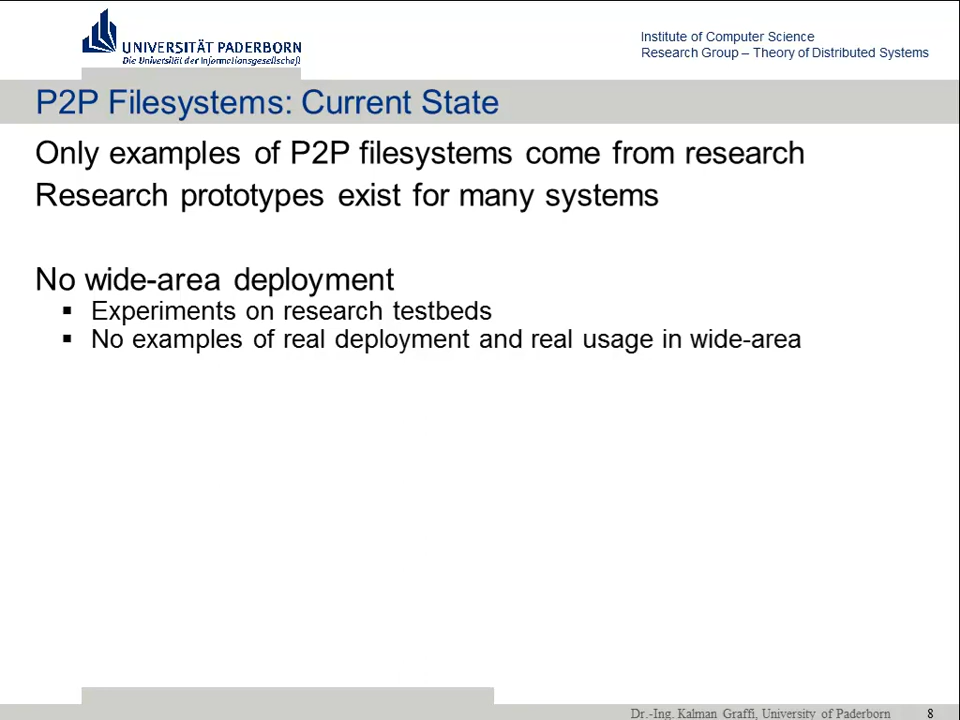 UNIVERSITÄT PADERBORN
Die Universität der Informationsgesellschaft
Institute of Computer Science
Research Group – Theory of Distributed Systems
P2P Filesystems: Current State
Only examples of P2P filesystems come from research
Research prototypes exist for many systems
No wide-area deployment
▪ Experiments on research testbeds
▪ No examples of real deployment and real usage in wide-area
Dr.-Ing. Kalman Graffi, University of Paderborn 8